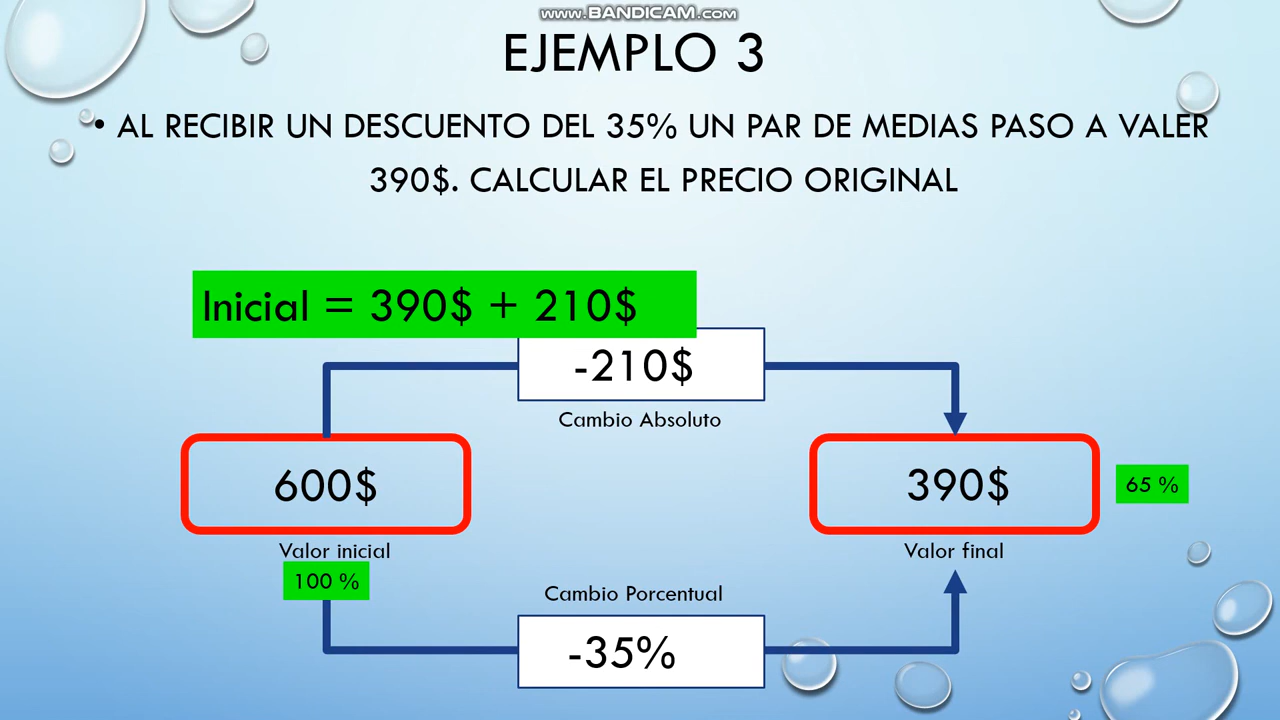 www.BANDICAM.com
EJEMPLO 3
• AL RECIBIR UN DESCUENTO DEL 35% UN PAR DE MEDIAS PASO A VALER
390$. CALCULAR EL PRECIO ORIGINAL
Inicial = 390$ + 210$
-210$
Cambio Absoluto
600$
390$
65 %
Valor inicial
Valor final
100 %
Cambio Porcentual
-35%